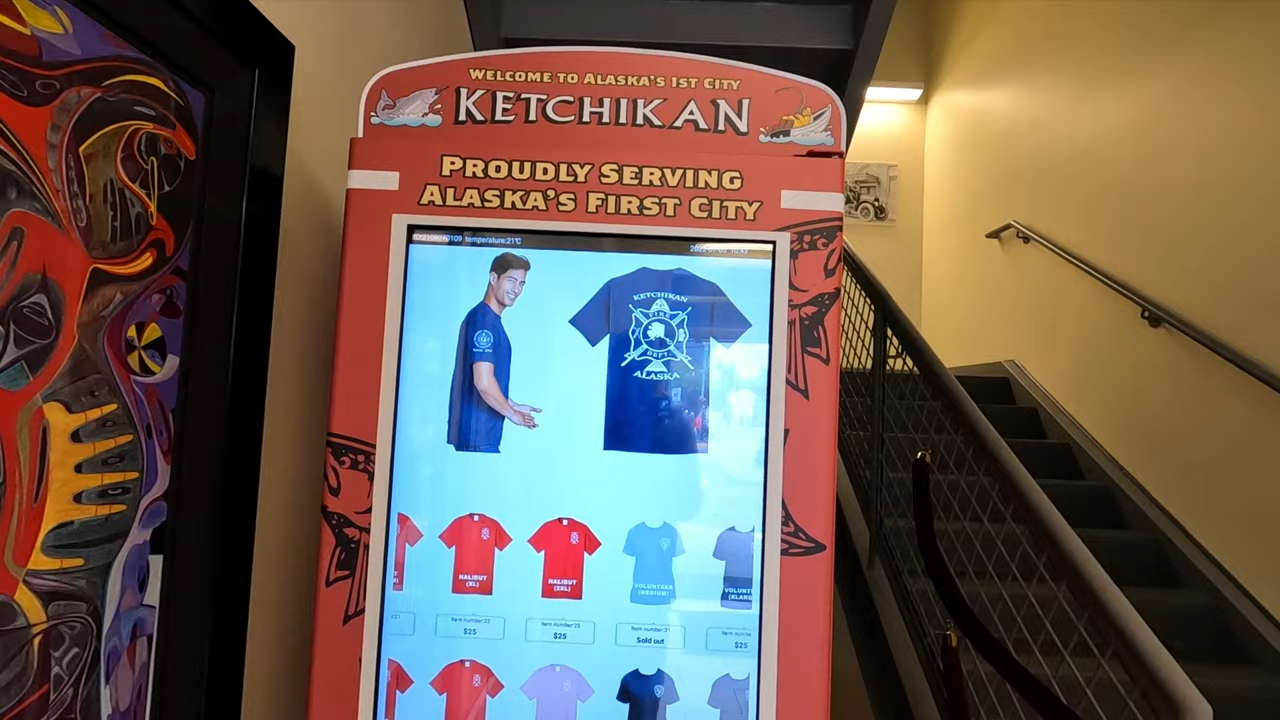 WELCOME TO ALASKA'S 1ST CITY
KETCHIKAN
PROUDLY SERVING
ALASKA'S FIRST CITY
temperature:21℃
KETCHIKAN
FIRE
DEPT.
ALASKA
HALIBUT
(XL)
HALIBUT
(2XL)
VOLUNTEER
(MEDIUM)
$25
$25
Sold out
$25